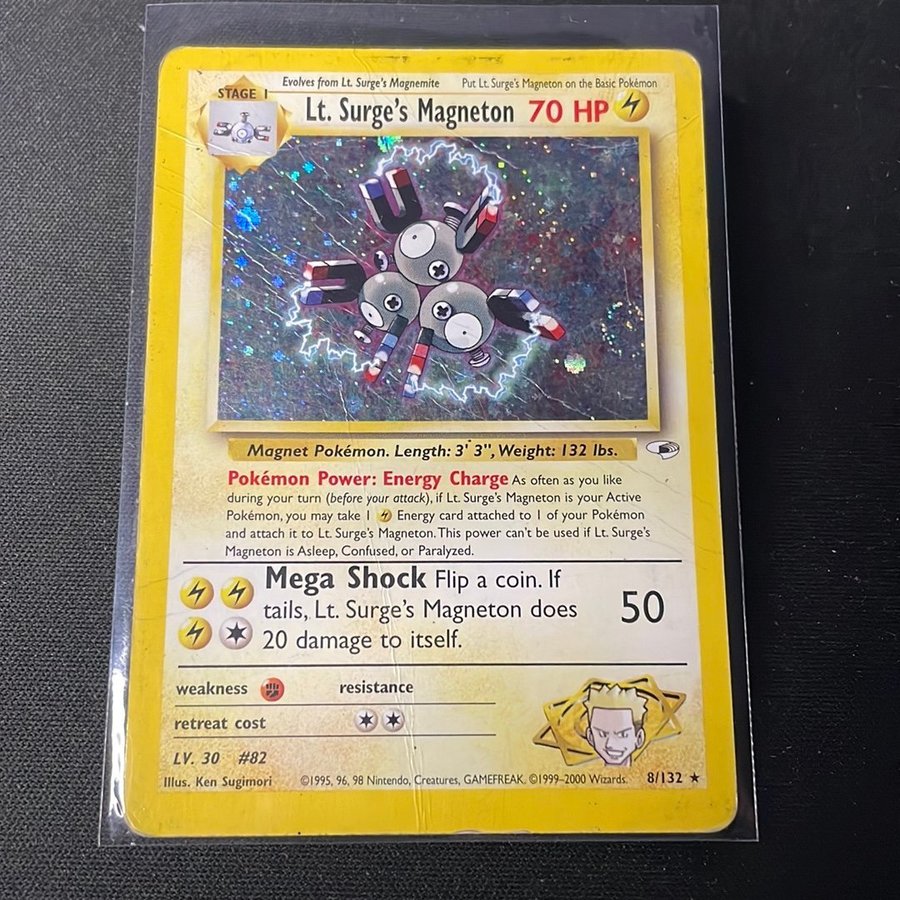 Evolves from Lt. Surge's Magnemite Put Lt. Surge's Magneton on the Basic Pokémon
STAGE 1
Lt. Surge's Magneton 70 HP
Magnet Pokémon. Length: 3' 3", Weight: 132 lbs.
Pokémon Power: Energy Charge As often as you like
during your turn (before your attack), if Lt. Surge's Magneton is your Active
Pokémon, you may take 1 Energy card attached to 1 of your Pokémon
and attach it to Lt. Surge's Magneton. This power can't be used if Lt. Surge's
Magneton is Asleep, Confused, or Paralyzed.
Mega Shock Flip a coin. If
tails, Lt. Surge's Magneton does 50
20 damage to itself.
weakness resistance
retreat cost
LV. 30 #82
Illus. Ken Sugimori ©1995, 96, 98 Nintendo, Creatures, GAMEFREAK. ©1999–2000 Wizards. 8/132 ★